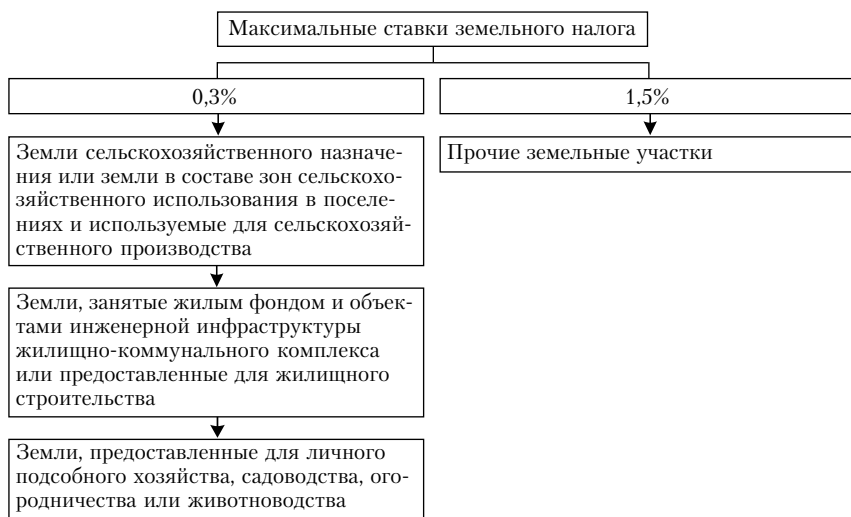 Максимальные ставки земельного налога
0,3%
1,5%
Земли сельскохозяйственного назначе-
ния или земли в составе зон сельскохо-
зяйственного использования в поселе-
ниях и используемые для сельскохозяй-
ственного производства
Прочие земельные участки
Земли, занятые жилым фондом и объек-
тами инженерной инфраструктуры
жилищно-коммунального комплекса
или предоставленные для жилищного
строительства
Земли, предоставленные для личного
подсобного хозяйства, садоводства, ого-
родничества или животноводства